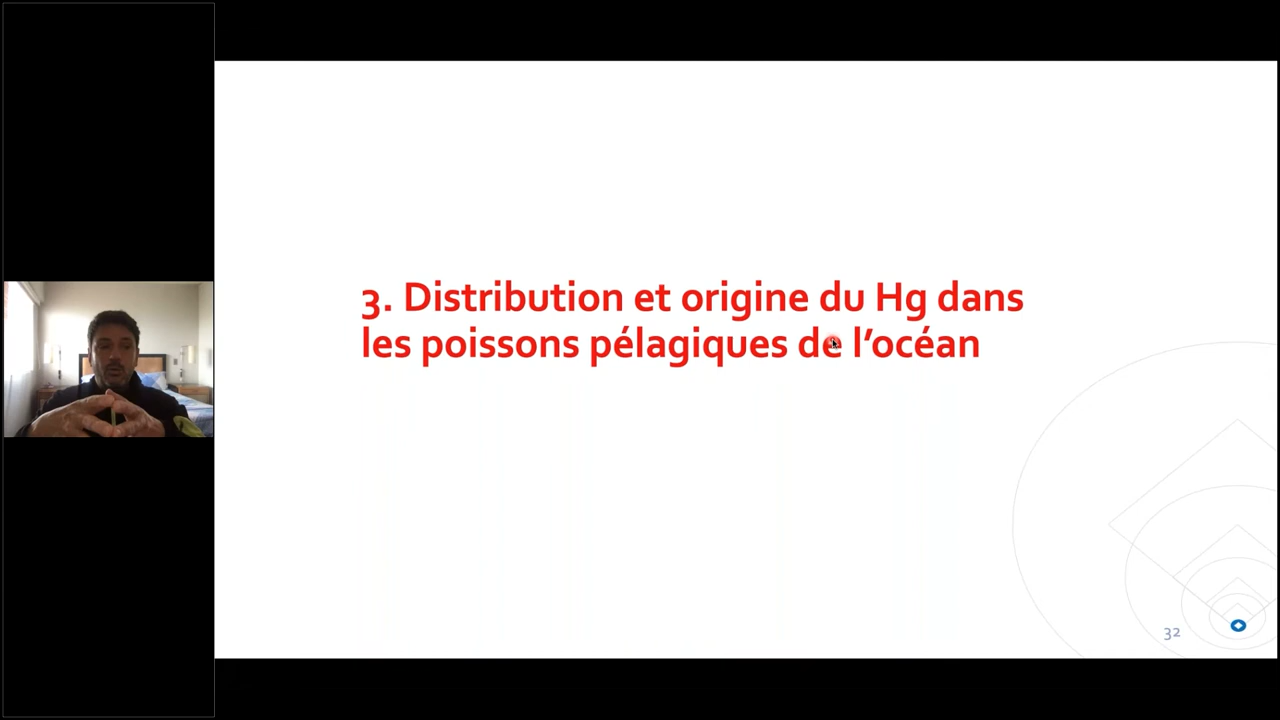 3. Distribution et origine du Hg dans
les poissons pélagiques de l’océan
32